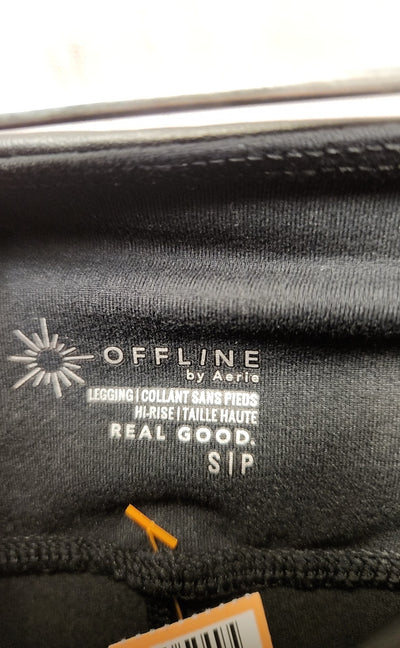 OFFLINE
by Aerie
LEGGING | COLLANT SANS PIEDS
HI-RISE | TAILLE HAUTE
REAL GOOD.
S | P